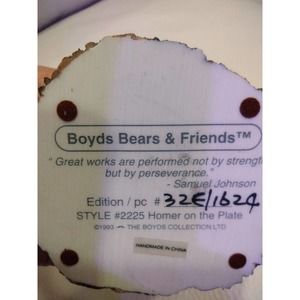 Boyds Bears & Friends™
" Great works are performed not by strength
but by perseverance."
- Samuel Johnson
Edition / pc # 32E/1624
STYLE #2225 Homer on the Plate
©1993 THE BOYDS COLLECTION LTD
HANDMADE IN CHINA